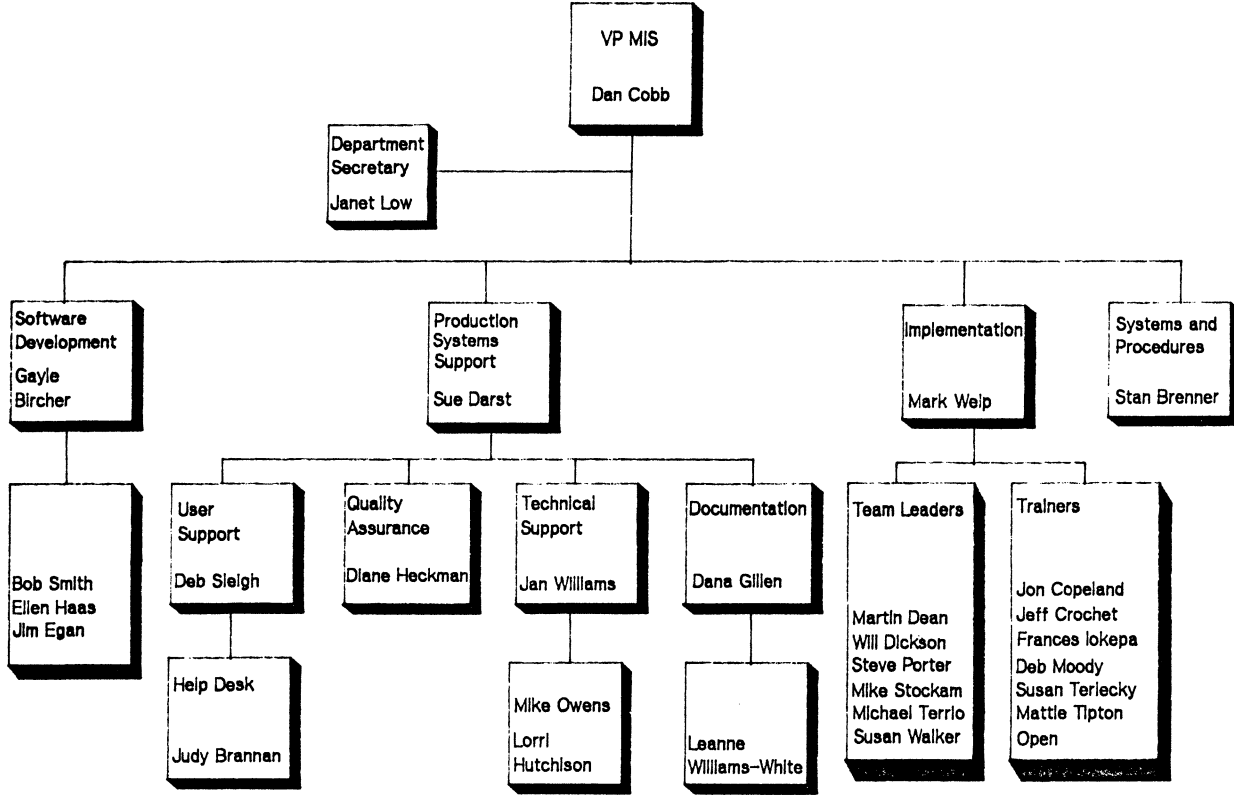 VP MIS
Dan Cobb
Department
Secretary
Janet Low
Software
Development
Gayle
Bircher
Production
Systems
Support
Sue Darst
Implementation
Mark Welp
Systems and
Procedures
Stan Brenner
Bob Smith
Ellen Haas
Jim Egan
User
Support
Deb Sleigh
Quality
Assurance
Diane Heckman
Technical
Support
Jan Williams
Documentation
Dana Gillen
Team Leaders
Martin Dean
Will Dickson
Steve Porter
Mike Stockam
Michael Terrio
Susan Walker
Trainers
Jon Copeland
Jeff Crochet
Frances Iokepa
Deb Moody
Susan Terlecky
Mattie Tipton
Open
Help Desk
Judy Brannan
Mike Owens
Lorri
Hutchison
Leanne
Williams-White